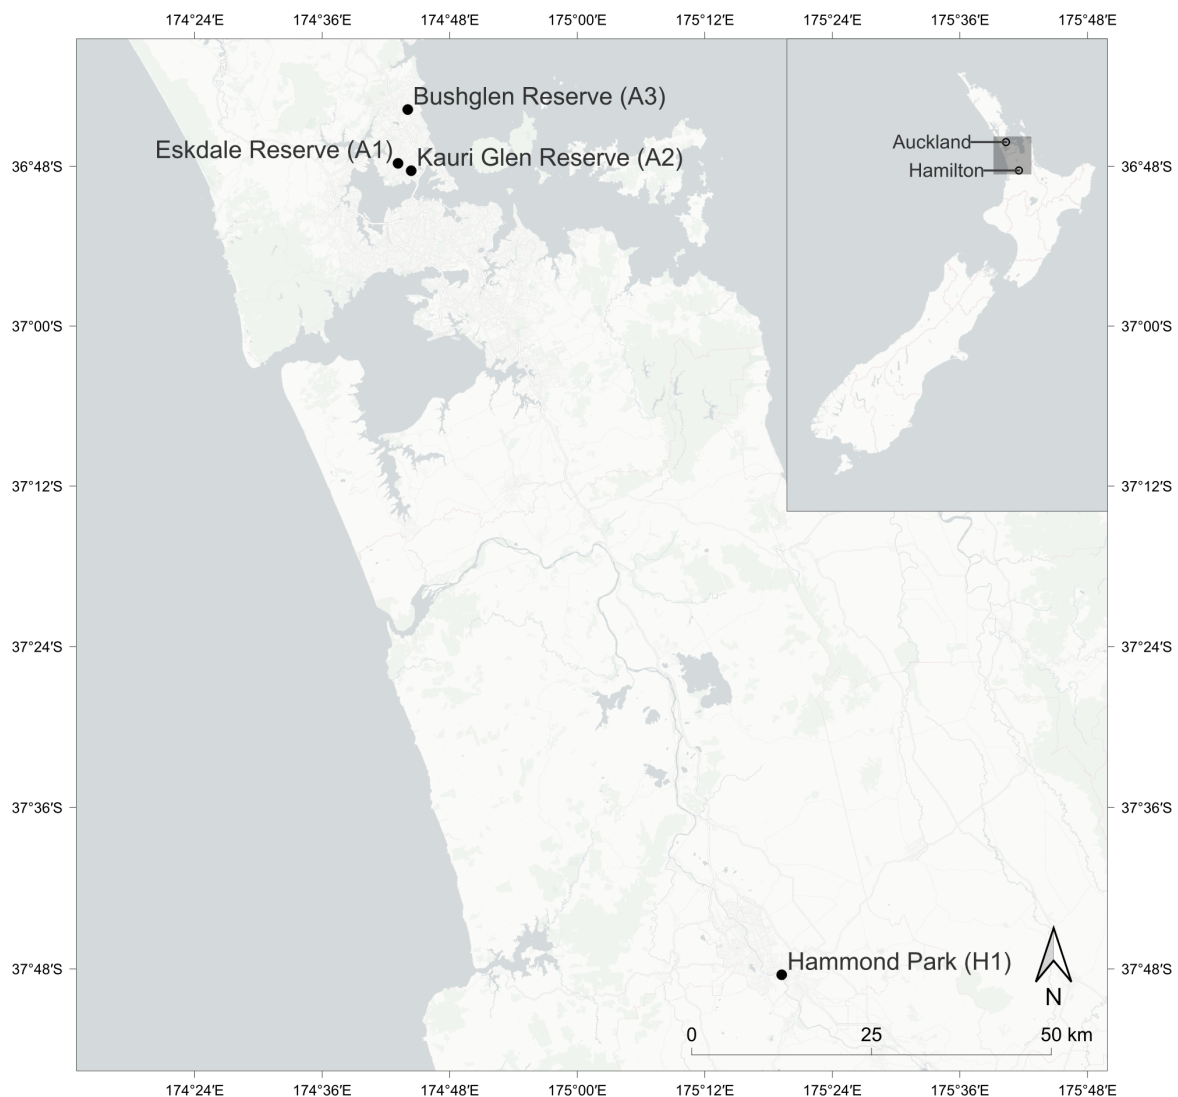 174°24′E 174°36′E 174°48′E 175°00′E 175°12′E 175°24′E 175°36′E 175°48′E
Bushglen Reserve (A3)
Eskdale Reserve (A1)
Kauri Glen Reserve (A2)
Auckland
Hamilton
36°48′S 36°48′S
37°00′S 37°00′S
37°12′S 37°12′S
37°24′S 37°24′S
37°36′S 37°36′S
Hammond Park (H1)
37°48′S 37°48′S
N
0 25 50 km
174°24′E 174°36′E 174°48′E 175°00′E 175°12′E 175°24′E 175°36′E 175°48′E